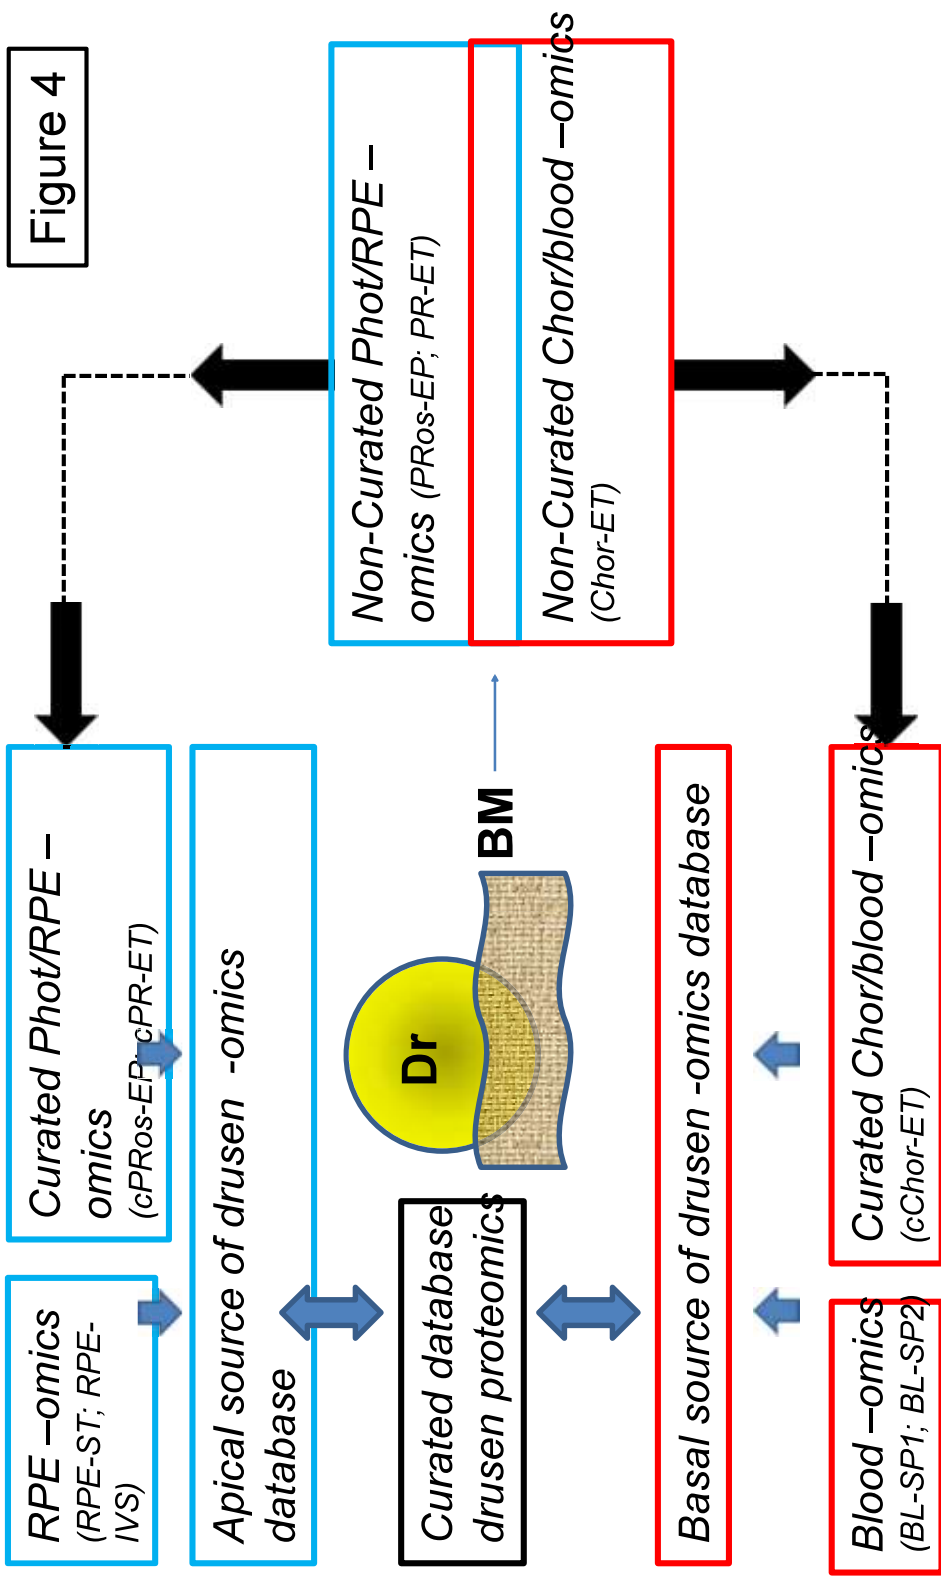 Figure 4
RPE –omics
(RPE-ST; RPE-
IVS)
Curated Phot/RPE –
omics
(cPRos-EP; cPR-ET)
Apical source of drusen  -omics
database
Non-Curated Phot/RPE –
omics (PRos-EP; PR-ET)
Curated database
drusen proteomics
Dr
BM
Non-Curated Chor/blood –omics
(Chor-ET)
Basal source of drusen -omics database
Blood –omics
(BL-SP1; BL-SP2)
Curated Chor/blood –omics
(cChor-ET)